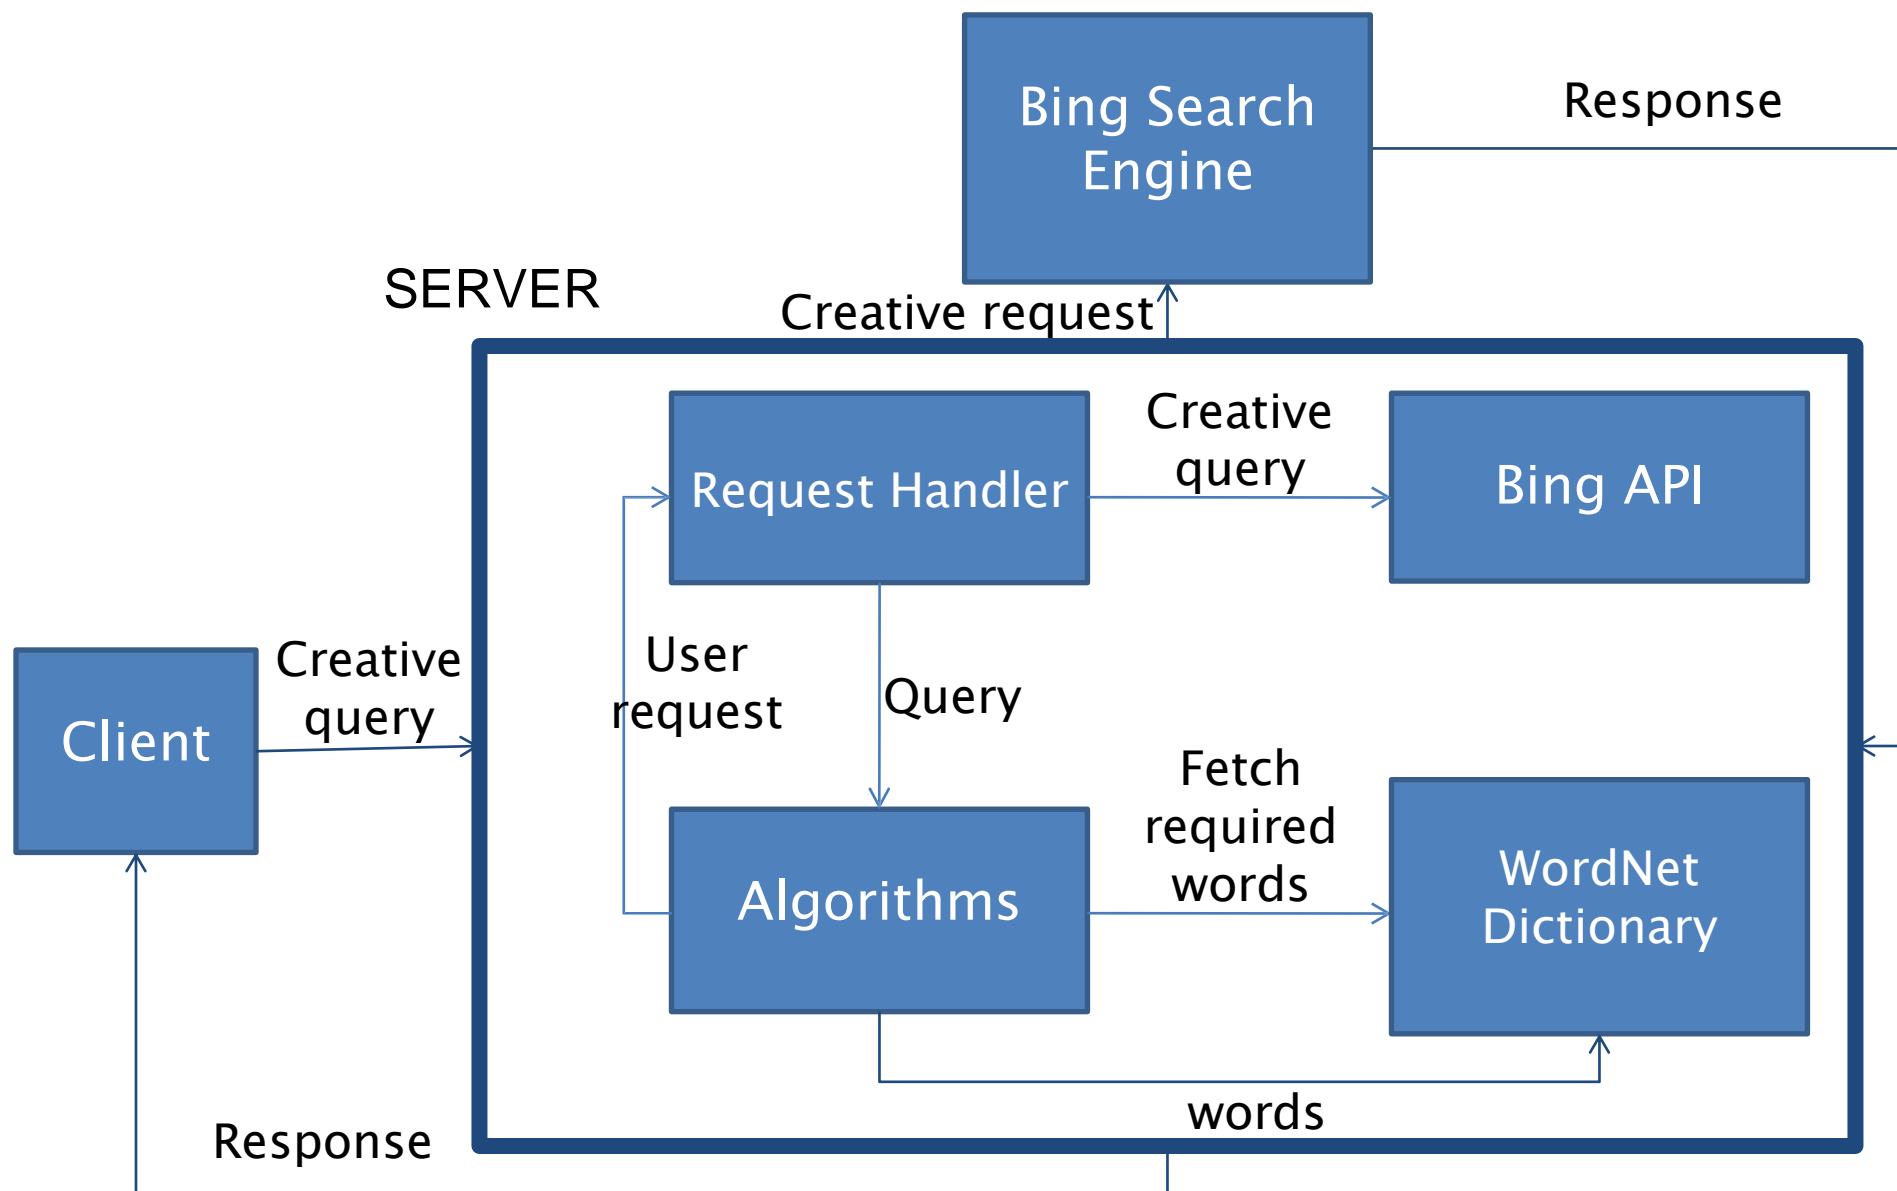 Bing Search
Engine
Response
SERVER
Creative request
Request Handler
Creative
query
Bing API
Client
Creative
query
User
request
Query
Fetch
required
words
Algorithms
WordNet
Dictionary
words
Response